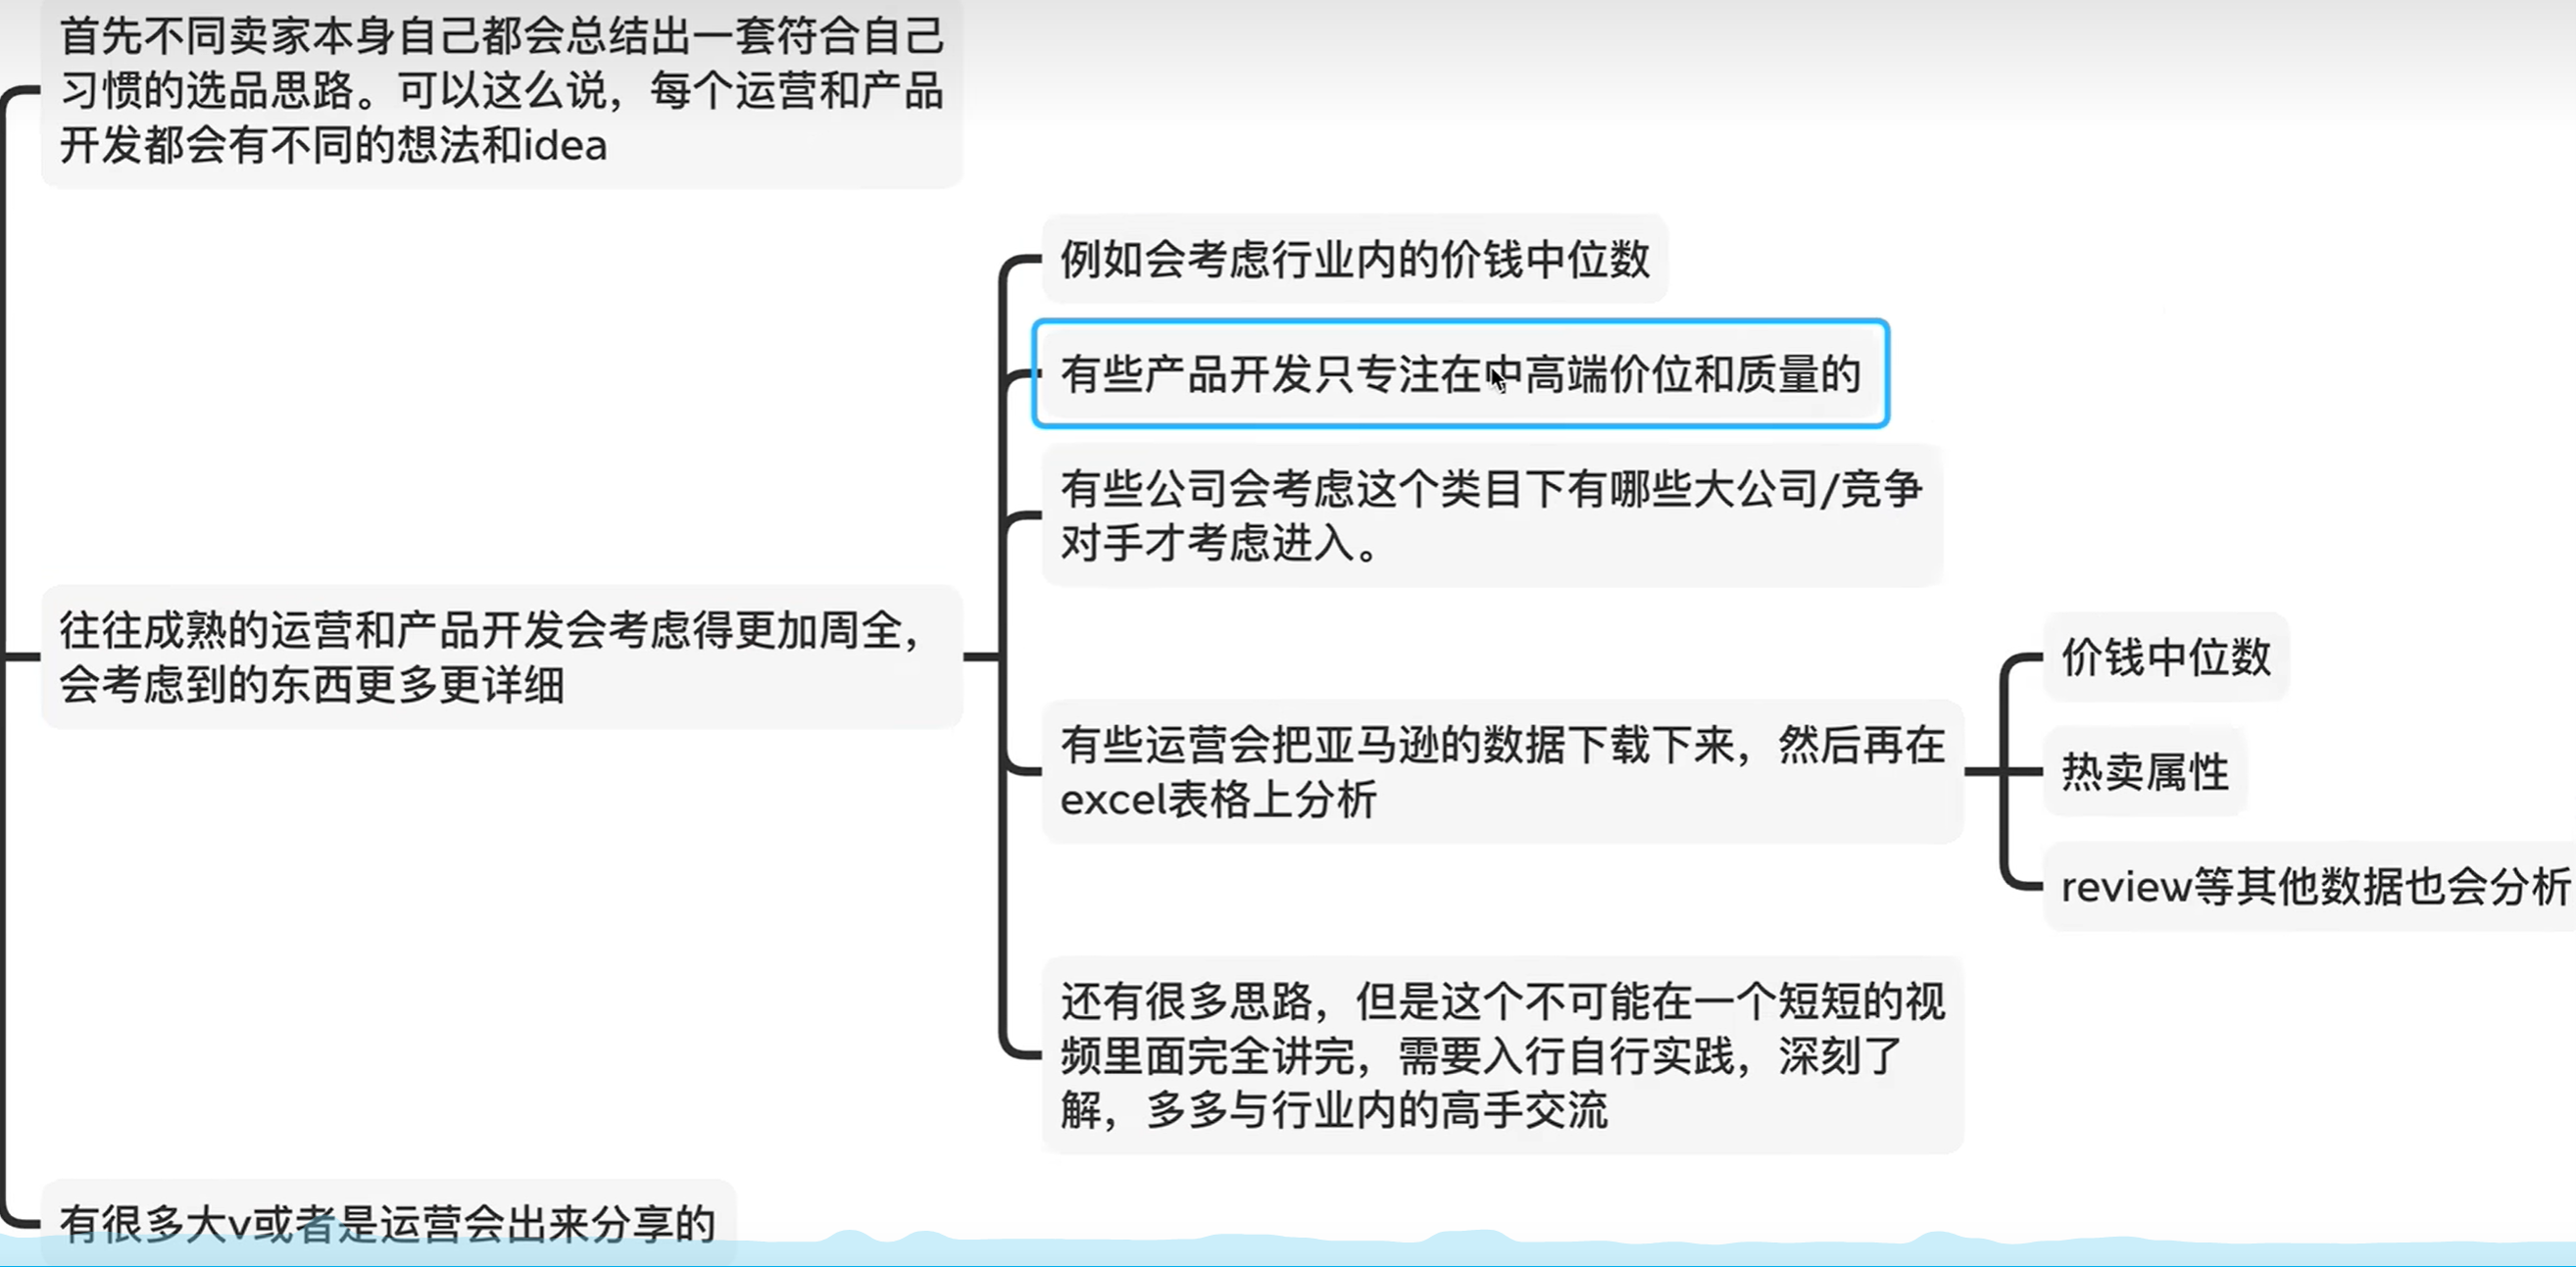 首先不同卖家本身自己都会总结出一套符合自己
习惯的选品思路。可以这么说，每个运营和产品
开发都会有不同的想法和idea
例如会考虑行业内的价钱中位数
有些产品开发只专注在中高端价位和质量的
有些公司会考虑这个类目下有哪些大公司/竞争
对手才考虑进入。
往往成熟的运营和产品开发会考虑得更加周全，
会考虑到的东西更多更详细
有些运营会把亚马逊的数据下载下来，然后再在
excel表格上分析
价钱中位数
热卖属性
review等其他数据也会分析
还有很多思路，但是这个不可能在一个短短的视
频里面完全讲完，需要入行自行实践，深刻了
解，多多与行业内的高手交流
有很多大v或者是运营会出来分享的